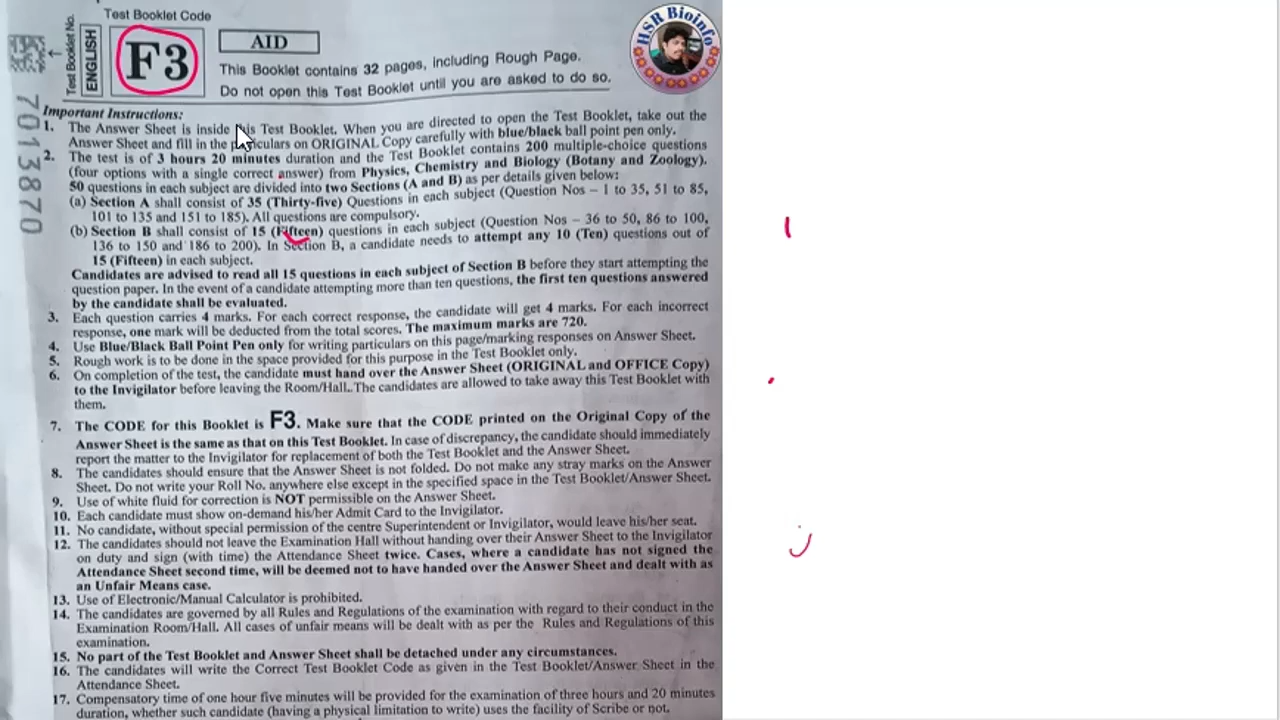 Test Booklet Code
Test Booklet No.
ENGLISH
F3
AID
This Booklet contains 32 pages, including Rough Page.
Do not open this Test Booklet until you are asked to do so.
HSR Bioinfo
7013870
Important Instructions:
1. The Answer Sheet is inside this Test Booklet. When you are directed to open the Test Booklet, take out the
Answer Sheet and fill in the particulars on ORIGINAL Copy carefully with blue/black ball point pen only.
2. The test is of 3 hours 20 minutes duration and the Test Booklet contains 200 multiple-choice questions
(four options with a single correct answer) from Physics, Chemistry and Biology (Botany and Zoology).
50 questions in each subject are divided into two Sections (A and B) as per details given below:
(a) Section A shall consist of 35 (Thirty-five) Questions in each subject (Question Nos – 1 to 35, 51 to 85,
101 to 135 and 151 to 185). All questions are compulsory.
(b) Section B shall consist of 15 (Fifteen) questions in each subject (Question Nos – 36 to 50, 86 to 100,
136 to 150 and 186 to 200). In Section B, a candidate needs to attempt any 10 (Ten) questions out of
15 (Fifteen) in each subject.
Candidates are advised to read all 15 questions in each subject of Section B before they start attempting the
question paper. In the event of a candidate attempting more than ten questions, the first ten questions answered
by the candidate shall be evaluated.
3. Each question carries 4 marks. For each correct response, the candidate will get 4 marks. For each incorrect
response, one mark will be deducted from the total scores. The maximum marks are 720.
4. Use Blue/Black Ball Point Pen only for writing particulars on this page/marking responses on Answer Sheet.
5. Rough work is to be done in the space provided for this purpose in the Test Booklet only.
6. On completion of the test, the candidate must hand over the Answer Sheet (ORIGINAL and OFFICE Copy)
to the Invigilator before leaving the Room/Hall. The candidates are allowed to take away this Test Booklet with
them.
7. The CODE for this Booklet is F3. Make sure that the CODE printed on the Original Copy of the
Answer Sheet is the same as that on this Test Booklet. In case of discrepancy, the candidate should immediately
report the matter to the Invigilator for replacement of both the Test Booklet and the Answer Sheet.
8. The candidates should ensure that the Answer Sheet is not folded. Do not make any stray marks on the Answer
Sheet. Do not write your Roll No. anywhere else except in the specified space in the Test Booklet/Answer Sheet.
9. Use of white fluid for correction is NOT permissible on the Answer Sheet.
10. Each candidate must show on-demand his/her Admit Card to the Invigilator.
11. No candidate, without special permission of the centre Superintendent or Invigilator, would leave his/her seat.
12. The candidates should not leave the Examination Hall without handing over their Answer Sheet to the Invigilator
on duty and sign (with time) the Attendance Sheet twice. Cases, where a candidate has not signed the
Attendance Sheet second time, will be deemed not to have handed over the Answer Sheet and dealt with as
an Unfair Means case.
13. Use of Electronic/Manual Calculator is prohibited.
14. The candidates are governed by all Rules and Regulations of the examination with regard to their conduct in the
Examination Room/Hall. All cases of unfair means will be dealt with as per the Rules and Regulations of this
examination.
15. No part of the Test Booklet and Answer Sheet shall be detached under any circumstances.
16. The candidates will write the Correct Test Booklet Code as given in the Test Booklet/Answer Sheet in the
Attendance Sheet.
17. Compensatory time of one hour five minutes will be provided for the examination of three hours and 20 minutes
duration, whether such candidate (having a physical limitation to write) uses the facility of Scribe or not.